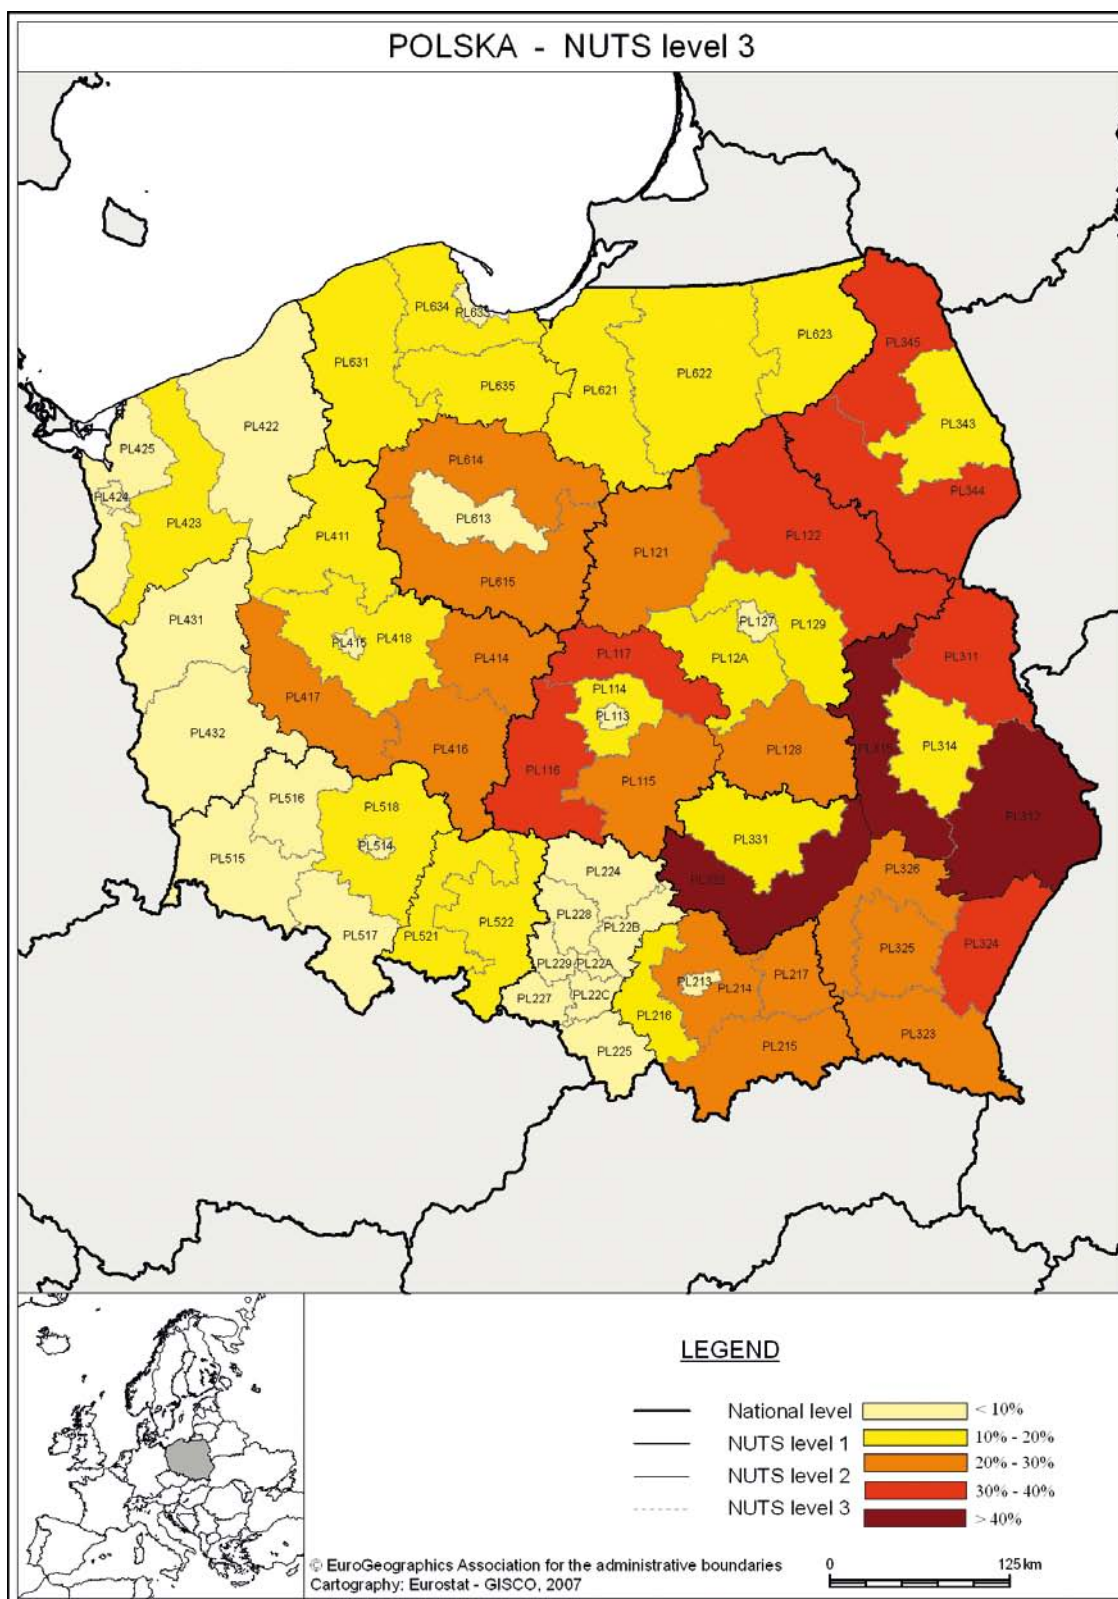 POLSKA - NUTS level 3
PL634
PL633
PL623
PL345
PL631
PL635
PL621
PL622
PL422
PL343
PL425
PL614
PL344
PL424
PL423
PL613
PL411
PL122
PL121
PL615
PL431
PL415
PL418
PL127
PL129
PL414
PL117
PL12A
PL311
PL417
PL114
PL113
PL432
PL416
PL128
PL314
PL315
PL116
PL115
PL516
PL518
PL312
PL514
PL331
PL515
PL224
PL326
PL332
PL228
PL522
PL22B
PL517
PL521
PL324
PL325
PL229
PL22A
PL217
PL213
PL214
PL227
PL22C
PL216
PL323
PL225
PL215
LEGEND
National level < 10%
NUTS level 1 10% - 20%
NUTS level 2 20% - 30%
NUTS level 3 30% - 40%
> 40%
© EuroGeographics Association for the administrative boundaries
Cartography: Eurostat - GISCO, 2007
0 125 km